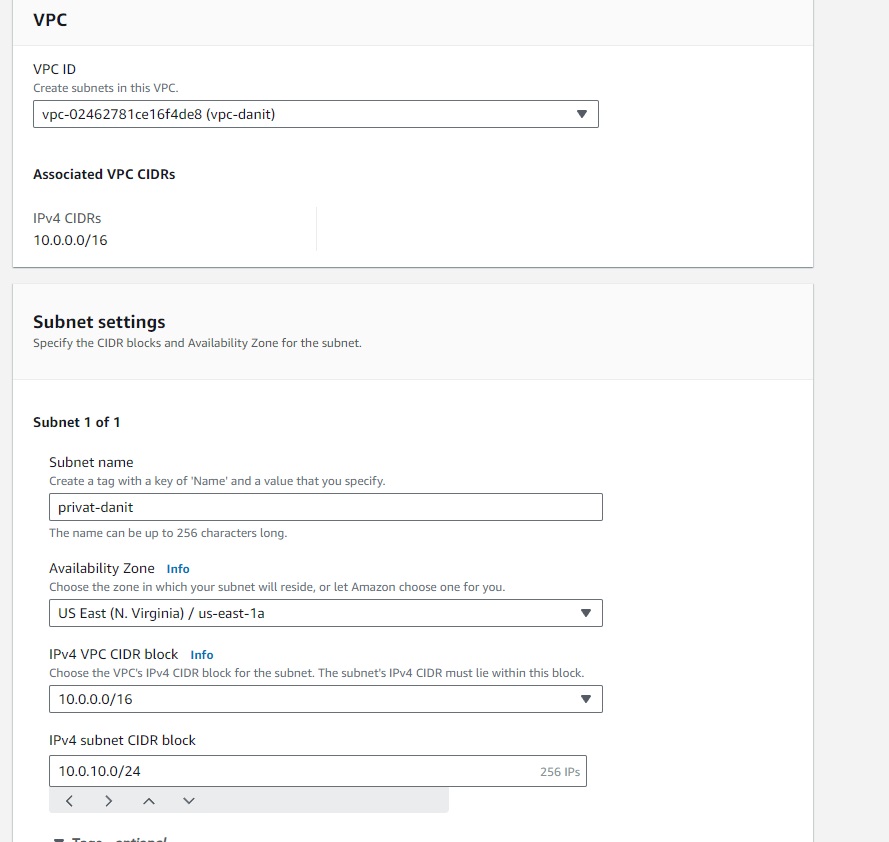 VPC
VPC ID
Create subnets in this VPC.
vpc-02462781ce16f4de8 (vpc-danit)
Associated VPC CIDRs
IPv4 CIDRs
10.0.0.0/16
Subnet settings
Specify the CIDR blocks and Availability Zone for the subnet.
Subnet 1 of 1
Subnet name
Create a tag with a key of 'Name' and a value that you specify.
privat-danit
The name can be up to 256 characters long.
Availability Zone Info
Choose the zone in which your subnet will reside, or let Amazon choose one for you.
US East (N. Virginia) / us-east-1a
IPv4 VPC CIDR block Info
Choose the VPC's IPv4 CIDR block for the subnet. The subnet's IPv4 CIDR must lie within this block.
10.0.0.0/16
IPv4 subnet CIDR block
10.0.10.0/24 256 IPs
Tags - optional